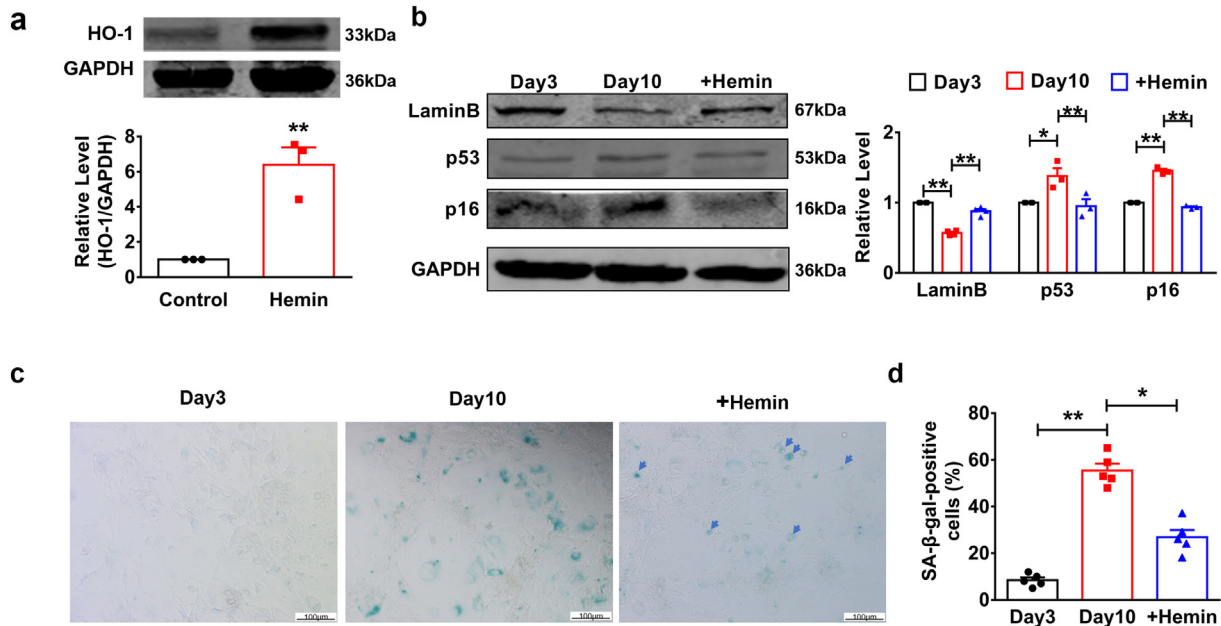 a
HO-1
33kDa
GAPDH
36kDa
**
Relative Level
(HO-1/GAPDH)
8
6
4
2
0
Control Hemin
b
Day3 Day10 +Hemin
LaminB 67kDa
p53 53kDa
p16 16kDa
GAPDH 36kDa
Day3 Day10 +Hemin
Relative Level
2
1
0
** ** * ** ** **
LaminB p53 p16
c
Day3 Day10 +Hemin
100μm 100μm 100μm
d
SA-β-gal-positive
cells (%)
80
60
40
20
0
** *
Day3 Day10 +Hemin